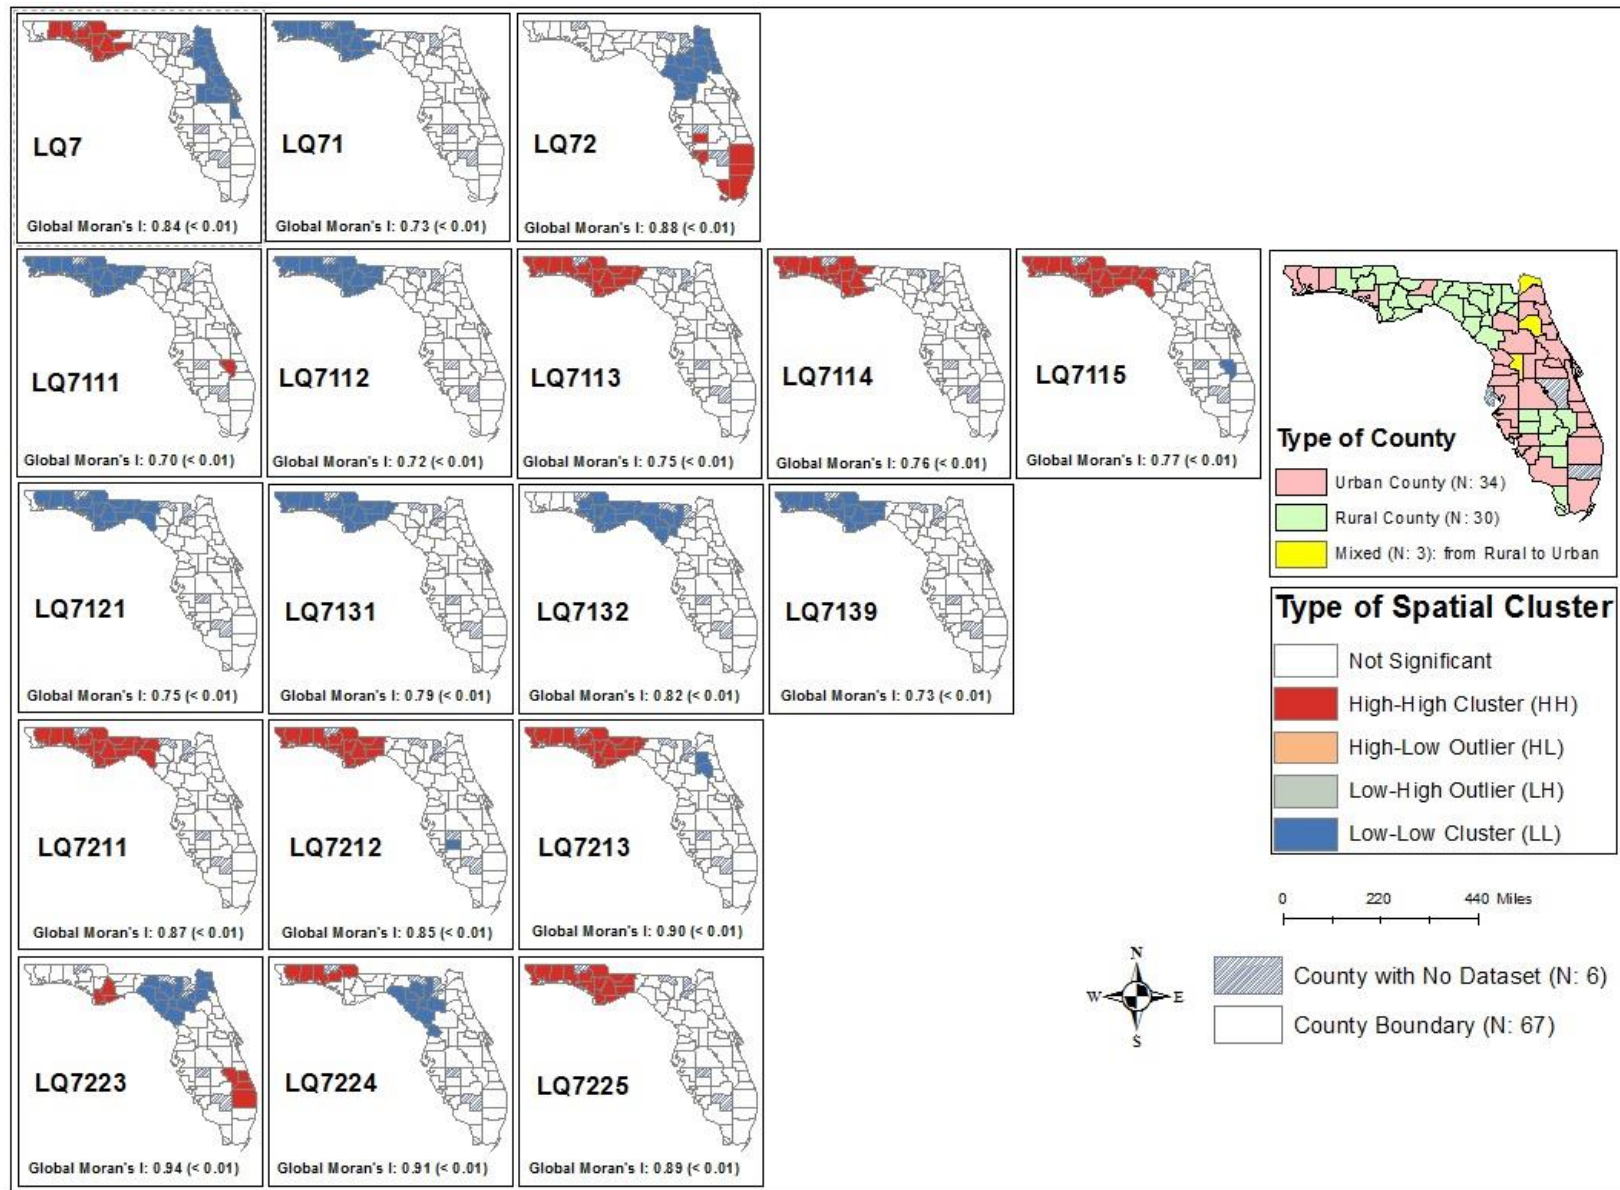 LQ7
Global Moran's I: 0.84 (< 0.01)
LQ71
Global Moran's I: 0.73 (< 0.01)
LQ72
Global Moran's I: 0.88 (< 0.01)
LQ7111
Global Moran's I: 0.70 (< 0.01)
LQ7112
Global Moran's I: 0.72 (< 0.01)
LQ7113
Global Moran's I: 0.75 (< 0.01)
LQ7114
Global Moran's I: 0.76 (< 0.01)
LQ7115
Global Moran's I: 0.77 (< 0.01)
Type of County
Urban County (N: 34)
Rural County (N: 30)
Mixed (N: 3): from Rural to Urban
LQ7121
Global Moran's I: 0.75 (< 0.01)
LQ7131
Global Moran's I: 0.79 (< 0.01)
LQ7132
Global Moran's I: 0.82 (< 0.01)
LQ7139
Global Moran's I: 0.73 (< 0.01)
Type of Spatial Cluster
Not Significant
High-High Cluster (HH)
High-Low Outlier (HL)
Low-High Outlier (LH)
Low-Low Cluster (LL)
LQ7211
Global Moran's I: 0.87 (< 0.01)
LQ7212
Global Moran's I: 0.85 (< 0.01)
LQ7213
Global Moran's I: 0.90 (< 0.01)
0 220 440 Miles
LQ7223
Global Moran's I: 0.94 (< 0.01)
LQ7224
Global Moran's I: 0.91 (< 0.01)
LQ7225
Global Moran's I: 0.89 (< 0.01)
N
W E
S
County with No Dataset (N: 6)
County Boundary (N: 67)